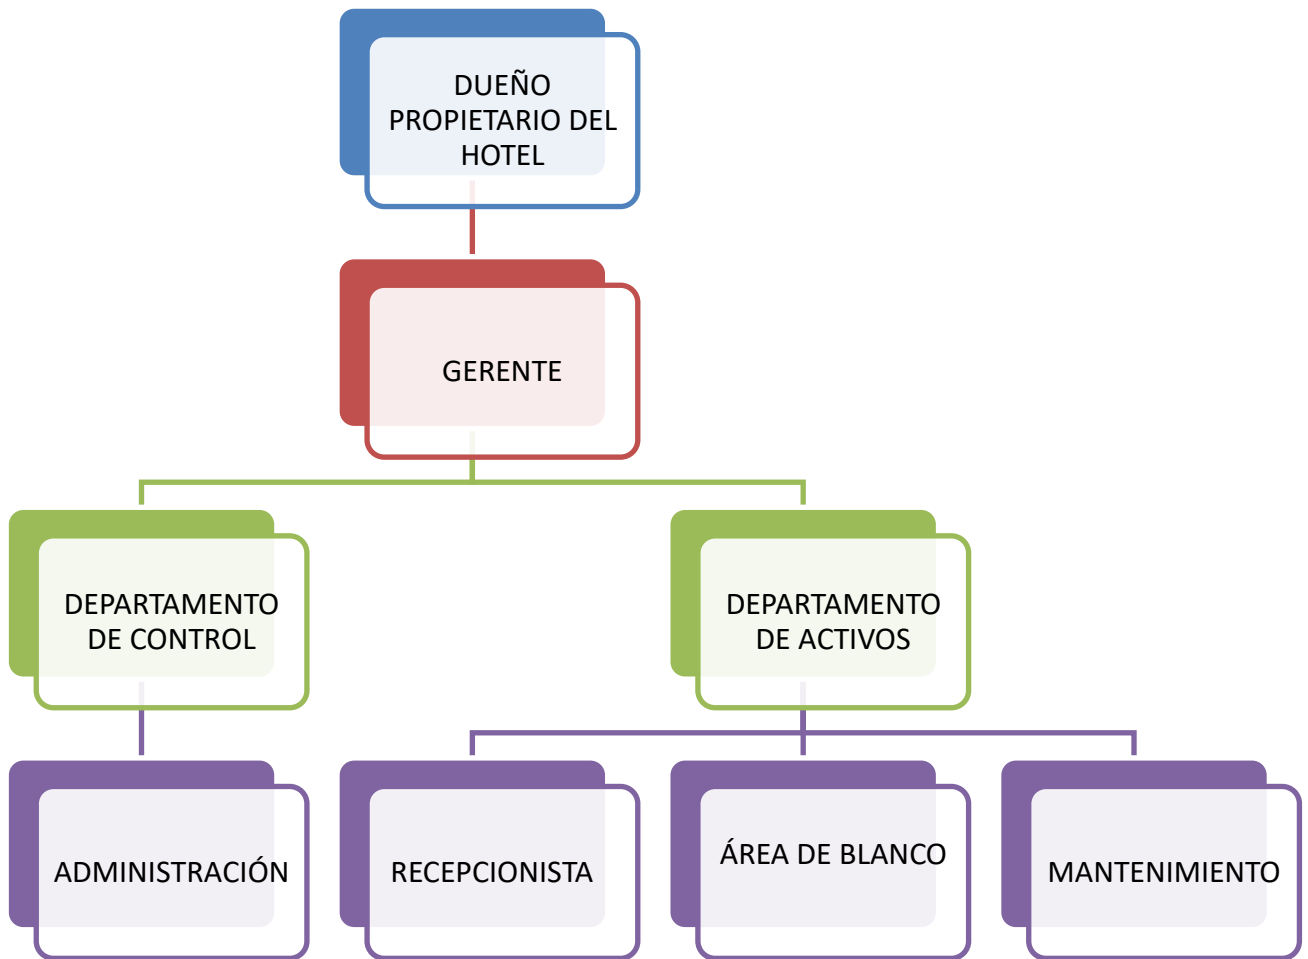 DUEÑO
PROPIETARIO DEL
HOTEL
GERENTE
DEPARTAMENTO
DE CONTROL
DEPARTAMENTO
DE ACTIVOS
ADMINISTRACIÓN
RECEPCIONISTA
ÁREA DE BLANCO
MANTENIMIENTO